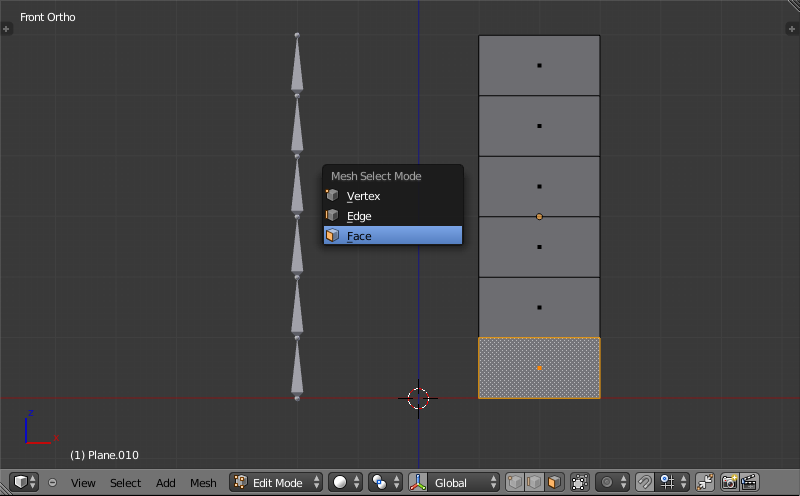 Front Ortho
Mesh Select Mode
Vertex
Edge
Face
z
x
(1) Plane.010
View Select Add Mesh Edit Mode Global